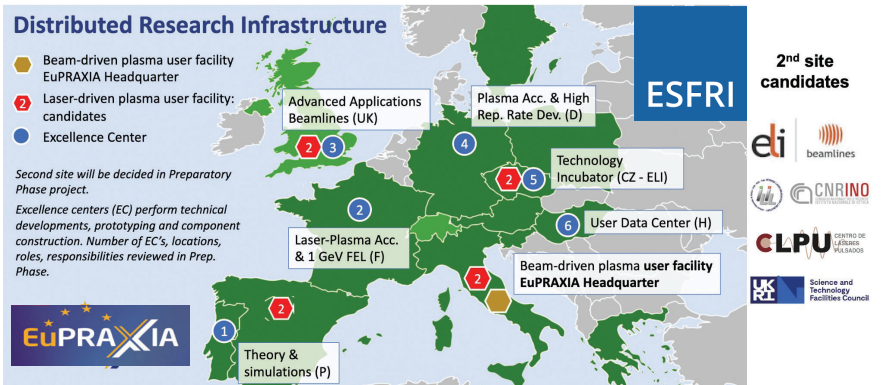 Distributed Research Infrastructure
Beam-driven plasma user facility
EuPRAXIA Headquarter
2
Laser-driven plasma user facility:
candidates
Excellence Center
Second site will be decided in Preparatory
Phase project.
Excellence centers (EC) perform technical
developments, prototyping and component
construction. Number of EC's, locations,
roles, responsibilities reviewed in Prep.
Phase.
EuPRAXIA
Advanced Applications
Beamlines (UK)
2
3
Plasma Acc. & High
Rep. Rate Dev. (D)
4
Technology
Incubator (CZ - ELI)
2
5
2
Laser-Plasma Acc.
& 1 GeV FEL (F)
6
User Data Center (H)
Beam-driven plasma user facility
EuPRAXIA Headquarter
2
2
1
Theory &
simulations (P)
ESFRI
2nd site
candidates
eli
beamlines
CNRINO
CLPU
CENTRO DE
LÁSERES
PULSADOS
UKRI
Science and
Technology
Facilities Council